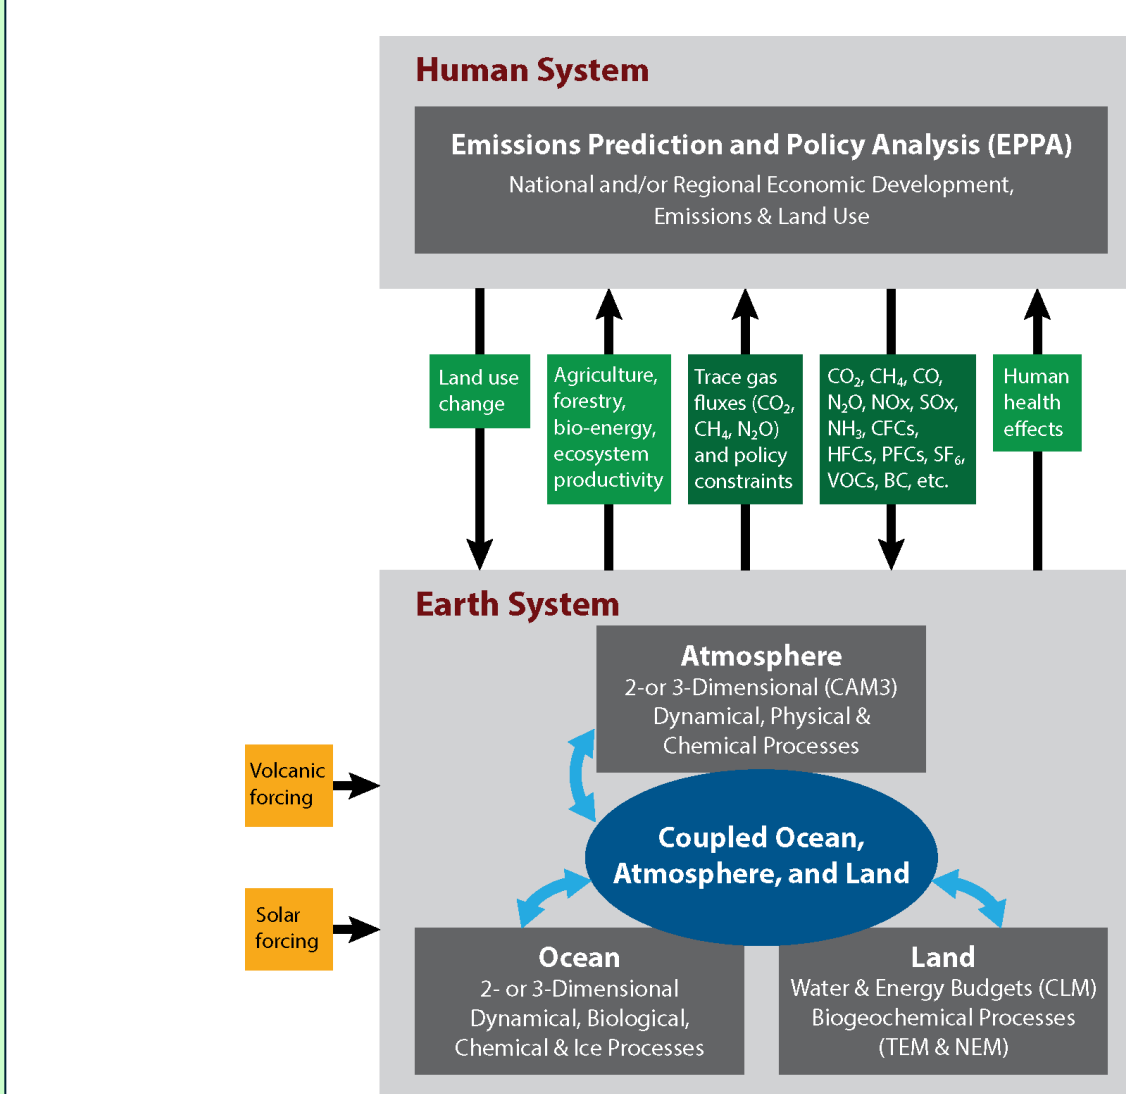 Human System
Emissions Prediction and Policy Analysis (EPPA)
National and/or Regional Economic Development,
Emissions & Land Use
Land use
change
Agriculture,
forestry,
bio-energy,
ecosystem
productivity
Trace gas
fluxes (CO₂,
CH₄, N₂O)
and policy
constraints
CO₂, CH₄, CO,
N₂O, NOx, SOx,
NH₃, CFCs,
HFCs, PFCs, SF₆,
VOCs, BC, etc.
Human
health
effects
Earth System
Atmosphere
2-or 3-Dimensional (CAM3)
Dynamical, Physical &
Chemical Processes
Volcanic
forcing
Coupled Ocean,
Atmosphere, and Land
Solar
forcing
Ocean
2- or 3-Dimensional
Dynamical, Biological,
Chemical & Ice Processes
Land
Water & Energy Budgets (CLM)
Biogeochemical Processes
(TEM & NEM)